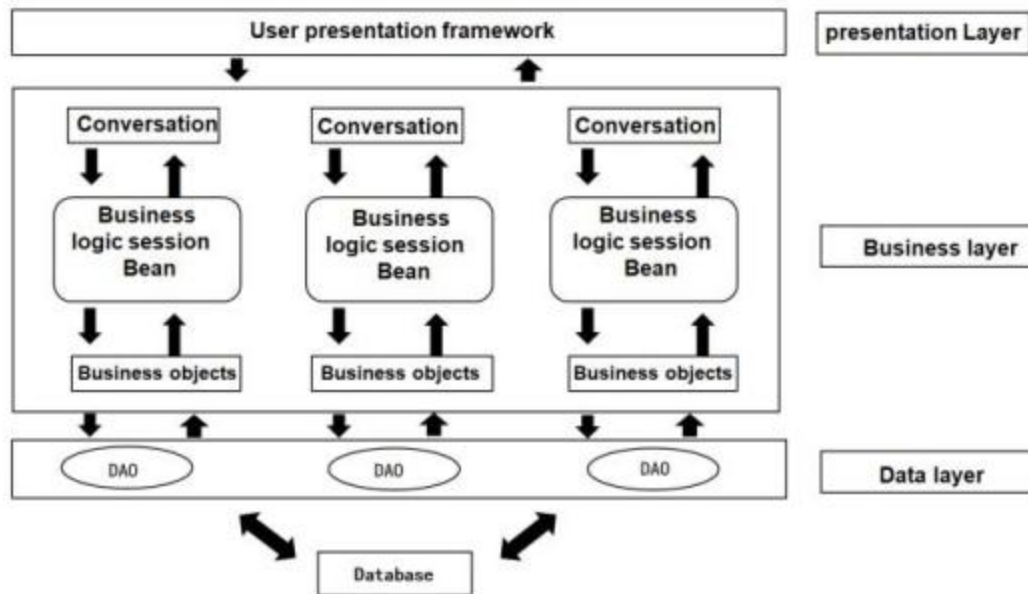 User presentation framework
presentation Layer
Conversation
Conversation
Conversation
Business
logic session
Bean
Business
logic session
Bean
Business
logic session
Bean
Business layer
Business objects
Business objects
Business objects
DAO
DAO
DAO
Data layer
Database